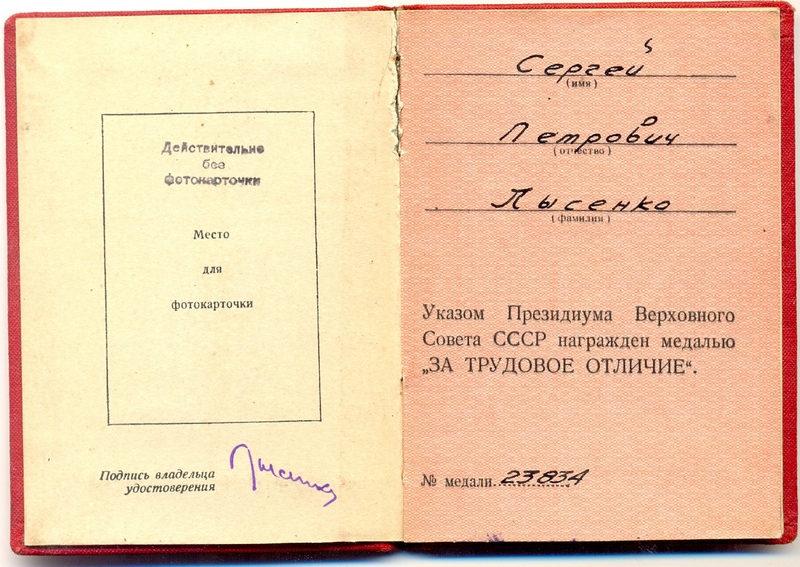 Действительно
без
фотокарточки
Место
для
фотокарточки
Подпись владельца
удостоверения
Лысенко
Сергей
(имя)
Петрович
(отчество)
Лысенко
(фамилия)
Указом Президиума Верховного
Совета СССР награжден медалью
„ЗА ТРУДОВОЕ ОТЛИЧИЕ“.
№ медали 23834